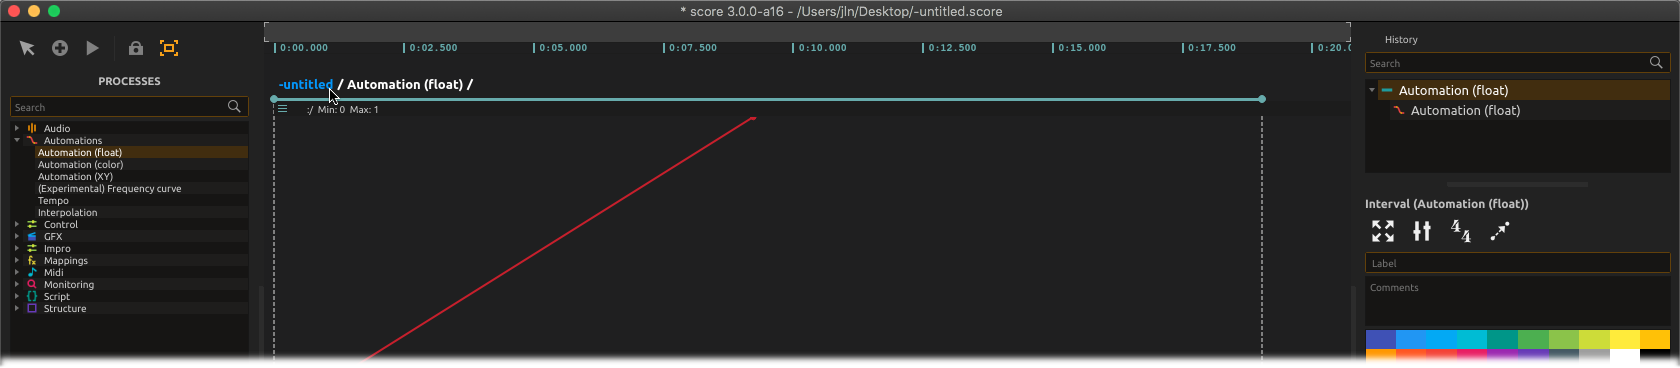 * score 3.0.0-a16 - /Users/jln/Desktop/-untitled.score
PROCESSES
Search
Audio
Automations
Automation (float)
Automation (color)
Automation (XY)
(Experimental) Frequency curve
Tempo
Interpolation
Control
GFX
Impro
Mappings
Midi
Monitoring
Script
Structure
0:00.000 0:02.500 0:05.000 0:07.500 0:10.000 0:12.500 0:15.000 0:17.500 0:20.0
-untitled / Automation (float) /
:/ Min: 0 Max: 1
History
Search
Automation (float)
Automation (float)
Interval (Automation (float))
4/4
Label
Comments